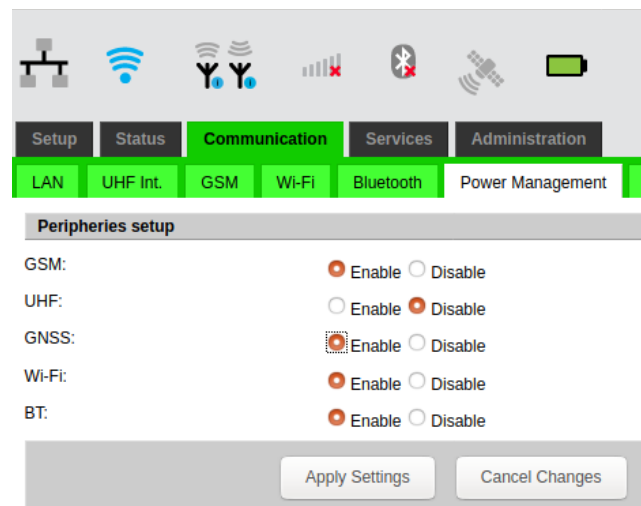 Setup Status Communication Services Administration
LAN UHF Int. GSM Wi-Fi Bluetooth Power Management
Peripheries setup
GSM: Enable Disable
UHF: Enable Disable
GNSS: Enable Disable
Wi-Fi: Enable Disable
BT: Enable Disable
Apply Settings Cancel Changes